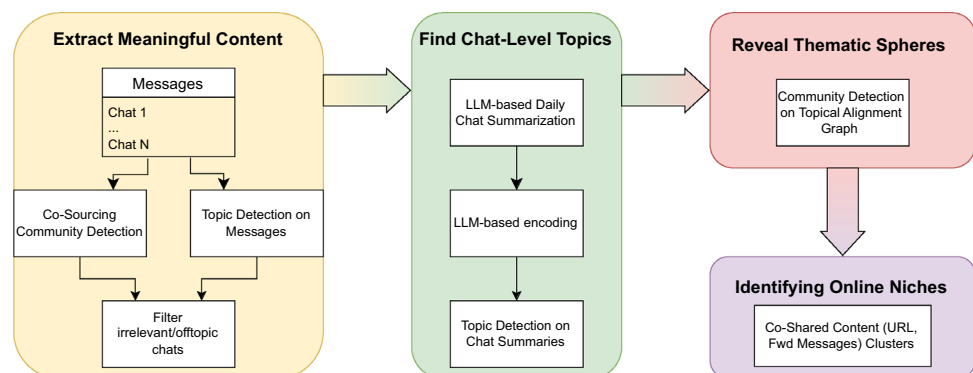 Extract Meaningful Content
Messages
Chat 1
...
Chat N
Co-Sourcing
Community Detection
Topic Detection on
Messages
Filter
irrelevant/offtopic
chats
Find Chat-Level Topics
LLM-based Daily
Chat Summarization
LLM-based encoding
Topic Detection on
Chat Summaries
Reveal Thematic Spheres
Community Detection
on Topical Alignment
Graph
Identifying Online Niches
Co-Shared Content (URL,
Fwd Messages) Clusters